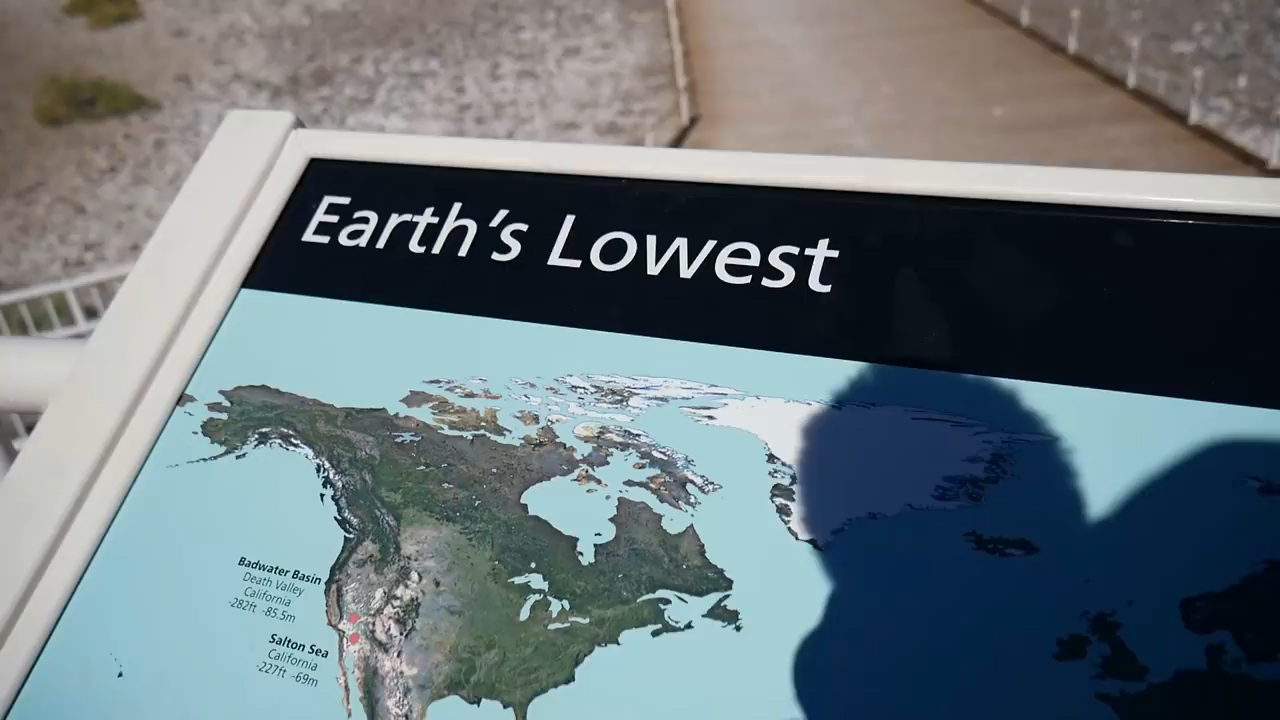 Earth's Lowest
Badwater Basin
Death Valley
California
-282ft -85.5m
Salton Sea
California
-227ft -69m